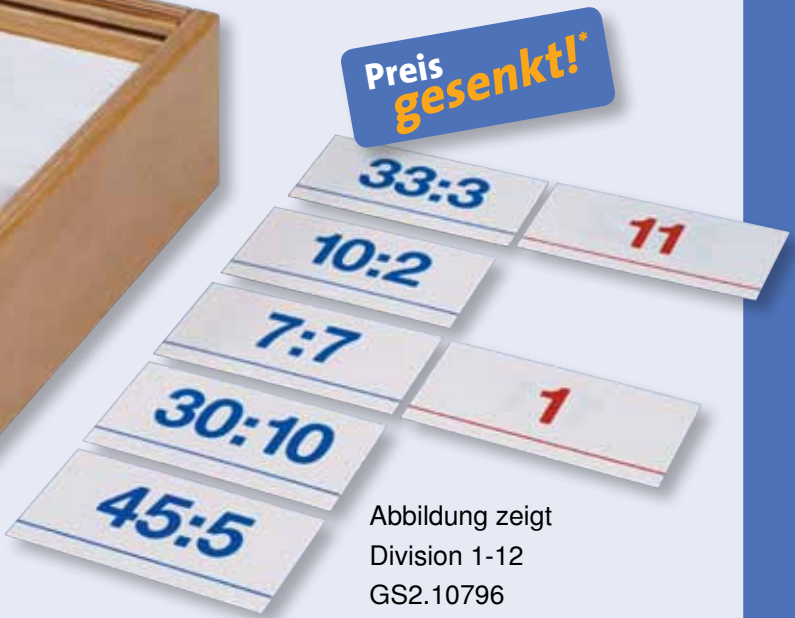 Preis
gesenkt!*
33:3
11
10:2
7:7
1
30:10
45:5
Abbildung zeigt
Division 1-12
GS2.10796